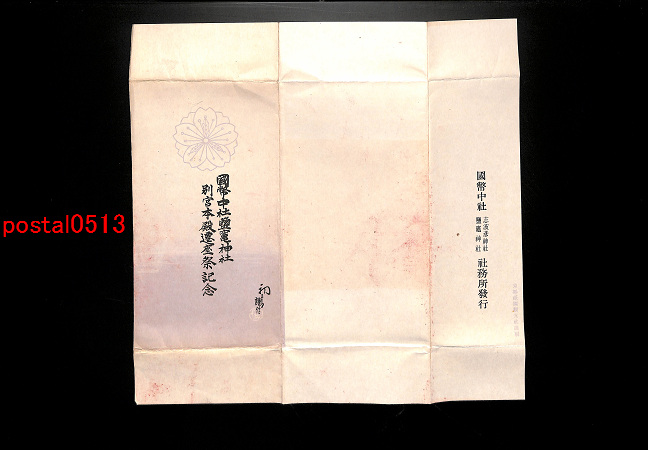 國幣中社
志波彦神社
鹽竈神社
社務所發行
國幣中社鹽竈神社
別宮本殿遷座祭記念
postal0513